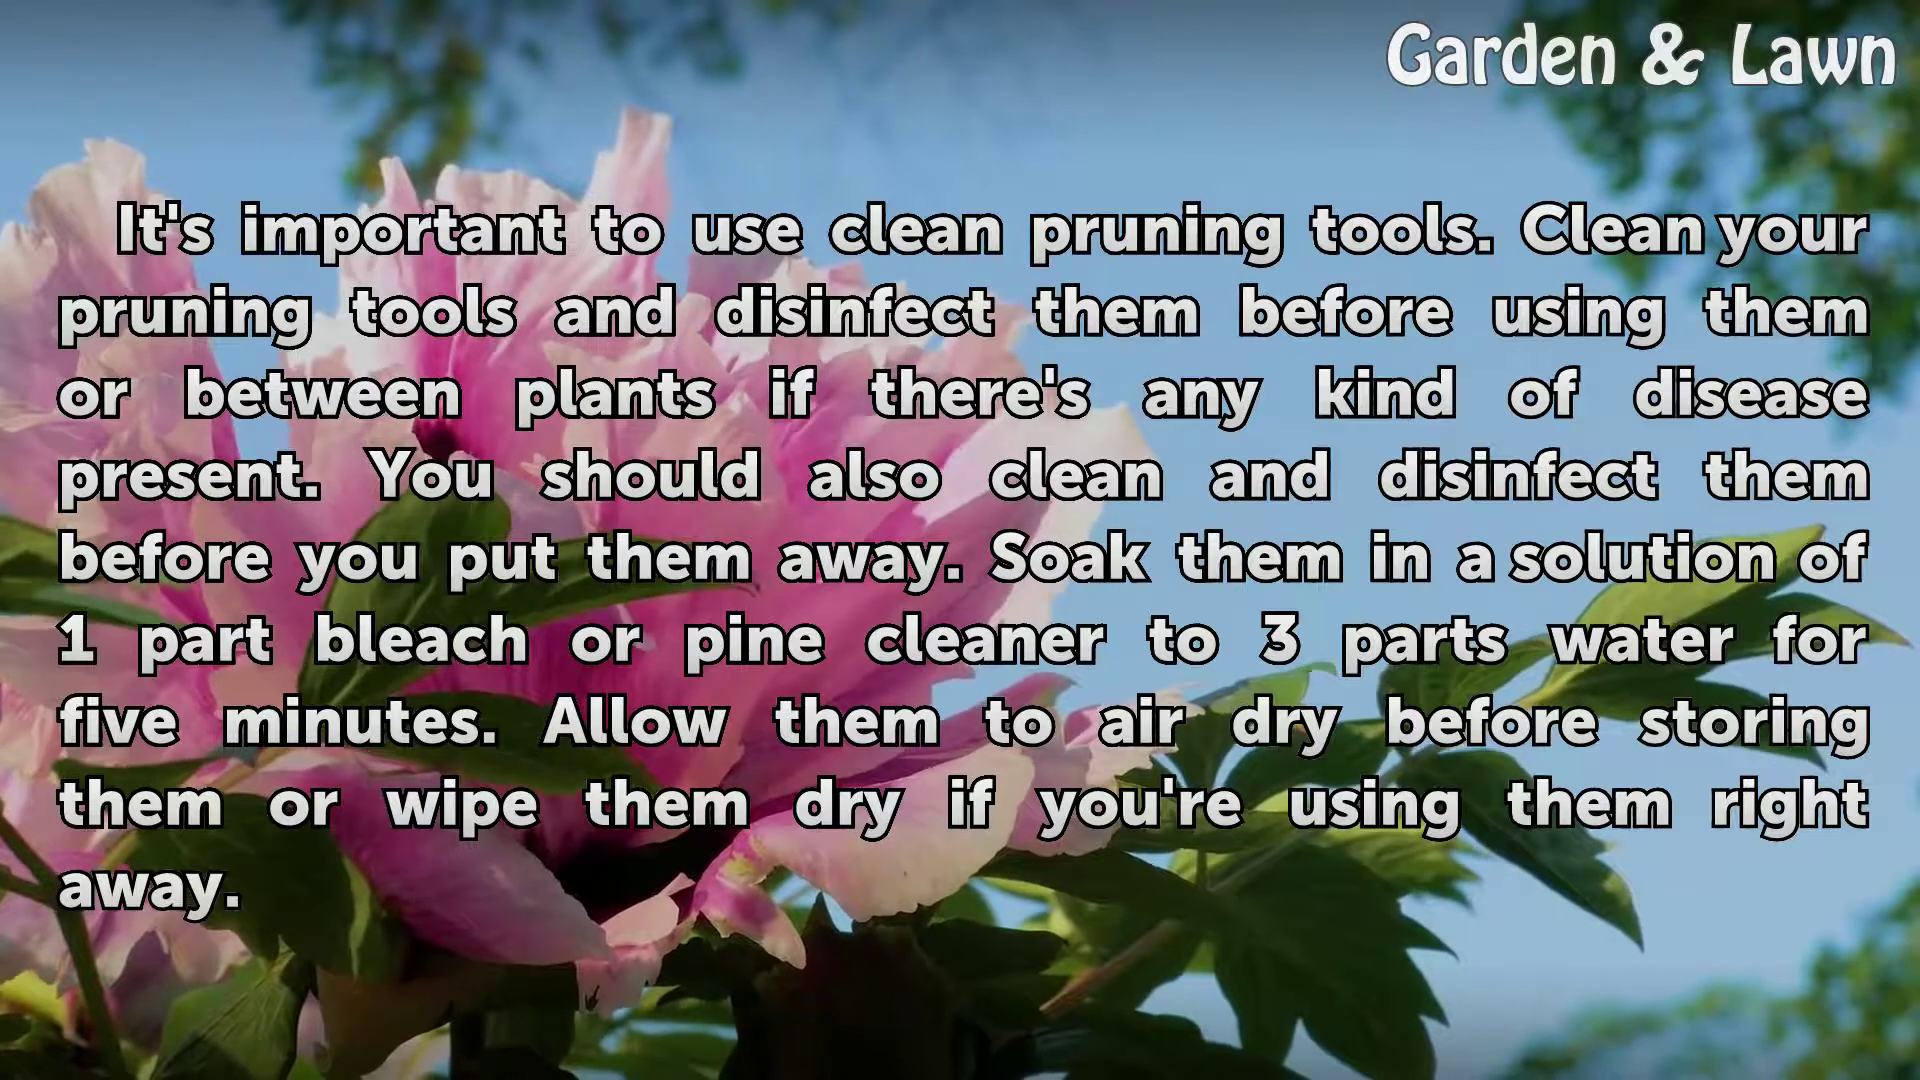 Garden & Lawn
It's important to use clean pruning tools. Clean your
pruning tools and disinfect them before using them
or between plants if there's any kind of disease
present. You should also clean and disinfect them
before you put them away. Soak them in a solution of
1 part bleach or pine cleaner to 3 parts water for
five minutes. Allow them to air dry before storing
them or wipe them dry if you're using them right
away.